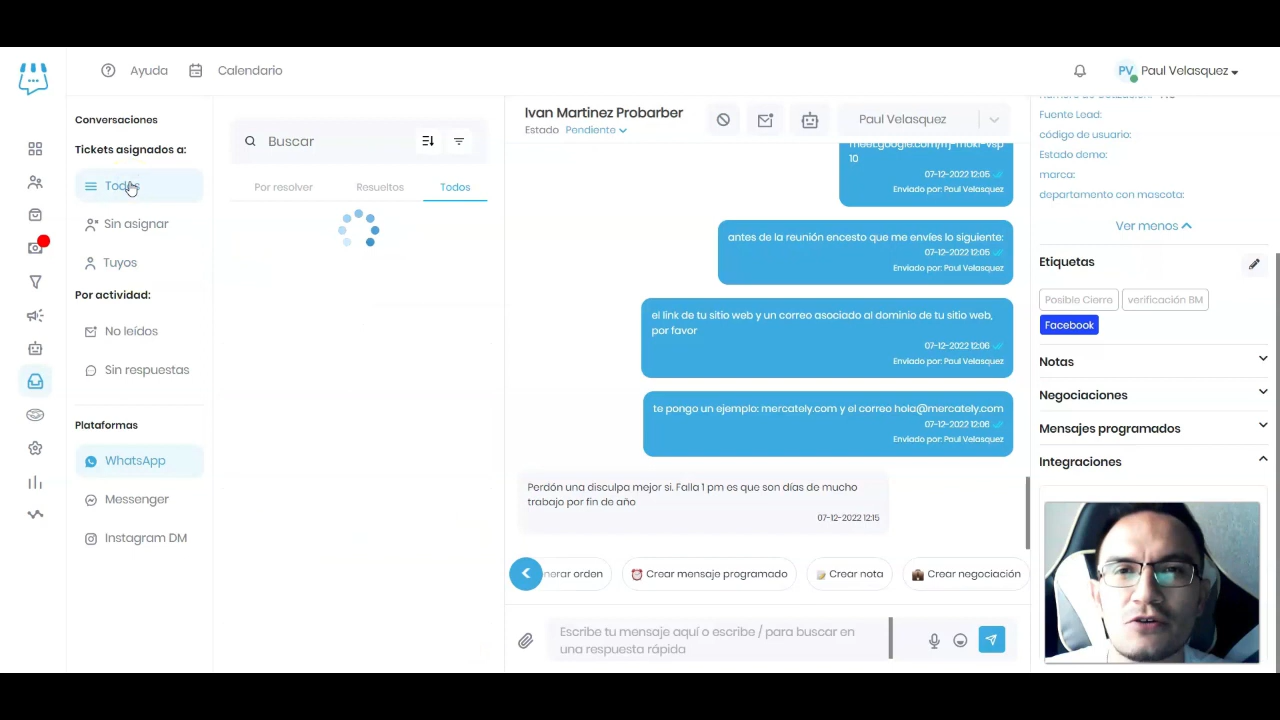 Ayuda
Calendario
PV
Paul Velasquez
Conversaciones
Tickets asignados a:
Todos
Sin asignar
Tuyos
Por actividad:
No leídos
Sin respuestas
Plataformas
WhatsApp
Messenger
Instagram DM
Buscar
Por resolver
Resueltos
Todos
Ivan Martinez Probarber
Estado Pendiente
Paul Velasquez
10
07-12-2022 12:05
Enviado por: Paul Velasquez
antes de la reunión encesto que me envíes lo siguiente:
07-12-2022 12:05
Enviado por: Paul Velasquez
el link de tu sitio web y un correo asociado al dominio de tu sitio web,
por favor
07-12-2022 12:06
Enviado por: Paul Velasquez
te pongo un ejemplo: mercately.com y el correo hola@mercately.com
07-12-2022 12:06
Enviado por: Paul Velasquez
Perdón una disculpa mejor si. Falla 1 pm es que son días de mucho
trabajo por fin de año
07-12-2022 12:15
orden
Crear mensaje programado
Crear nota
Crear negociación
Escribe tu mensaje aquí o escribe / para buscar en
una respuesta rápida
Fuente Lead:
código de usuario:
Estado demo:
marca:
departamento con mascota:
Ver menos
Etiquetas
Posible Cierre
verificación BM
Facebook
Notas
Negociaciones
Mensajes programados
Integraciones